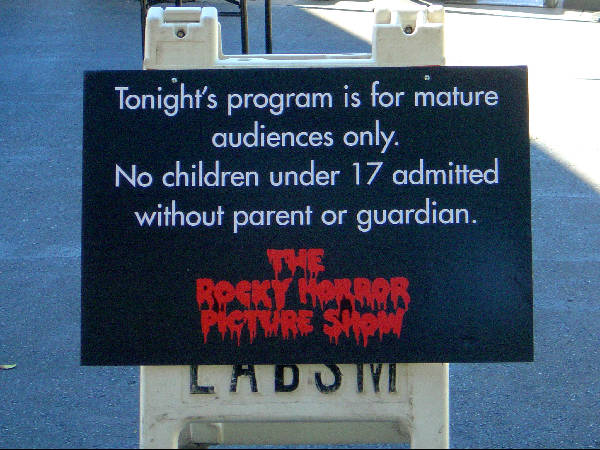 Tonight's program is for mature
audiences only.
No children under 17 admitted
without parent or guardian.
THE
ROCKY HORROR
PICTURE SHOW